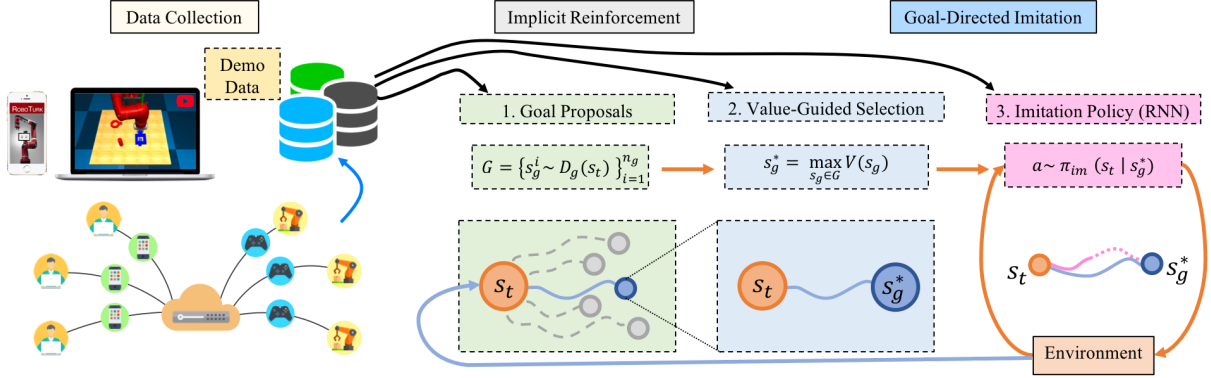 Data Collection
Implicit Reinforcement
Goal-Directed Imitation
Demo
Data
ROBOTURK
1. Goal Proposals
2. Value-Guided Selection
3. Imitation Policy (RNN)
G = {s_g^i ~ D_g(s_t) }_{i=1}^{n_g}
s_g^* = max_{s_g∈G} V(s_g)
a~ π_{im} (s_t | s_g^*)
s_t
s_t
s_g^*
s_t
s_g^*
Environment